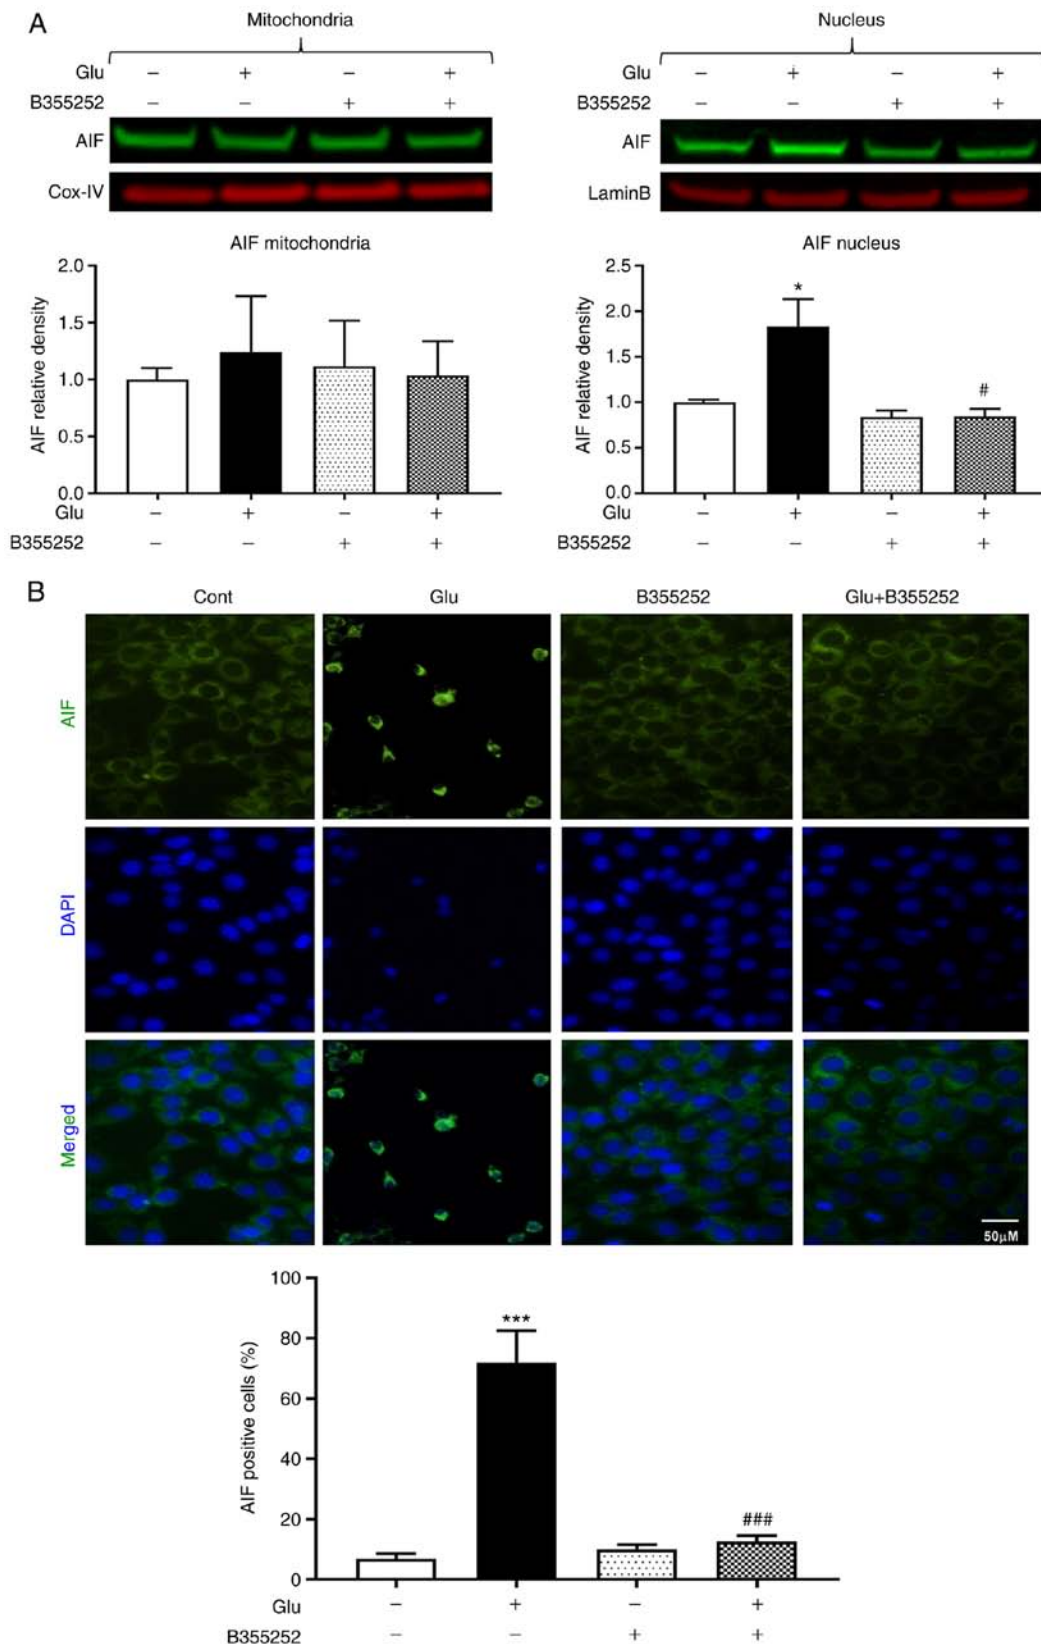 A
Mitochondria
Glu − + − +
B355252 − − + +
AIF
Cox-IV
AIF mitochondria
AIF relative density
2.0
1.5
1.0
0.5
0.0
Glu − + − +
B355252 − − + +
Nucleus
Glu − + − +
B355252 − − + +
AIF
LaminB
AIF nucleus
AIF relative density
2.5
2.0
1.5
1.0
0.5
0.0
*
#
Glu − + − +
B355252 − − + +
B
Cont Glu B355252 Glu+B355252
AIF
DAPI
Merged
50µM
AIF positive cells (%)
100
80
60
40
20
0
***
###
Glu − + − +
B355252 − − + +